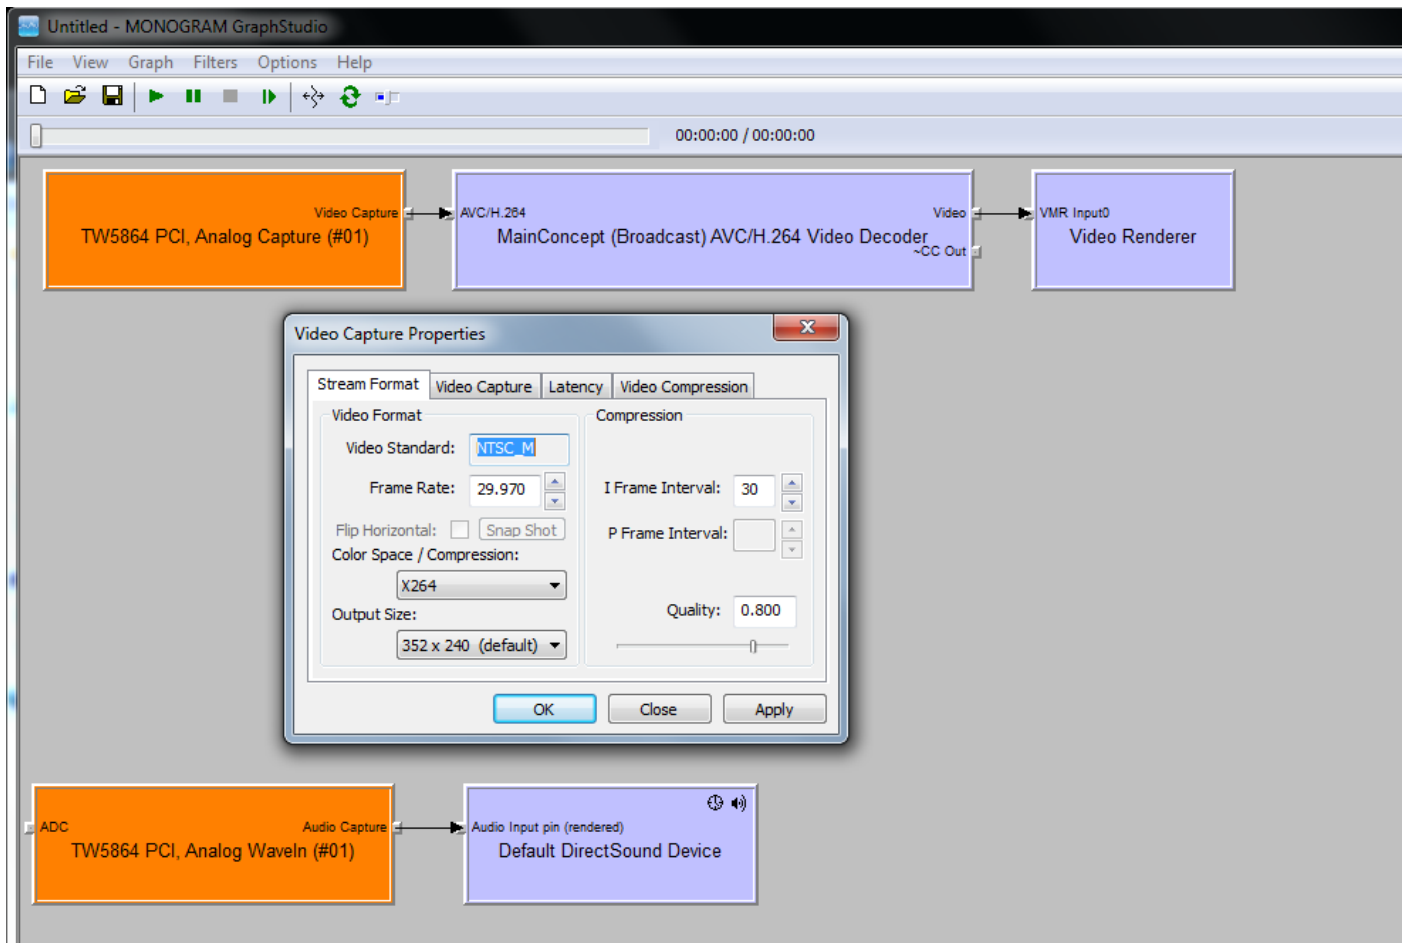 Untitled - MONOGRAM GraphStudio
File View Graph Filters Options Help
00:00:00 / 00:00:00
Video Capture
TW5864 PCI, Analog Capture (#01)
AVC/H.264
Video
MainConcept (Broadcast) AVC/H.264 Video Decoder
~CC Out
VMR Input0
Video Renderer
Video Capture Properties
Stream Format Video Capture Latency Video Compression
Video Format
Video Standard: NTSC_M
Frame Rate: 29.970
Flip Horizontal: Snap Shot
Color Space / Compression:
X264
Output Size:
352 x 240 (default)
Compression
I Frame Interval: 30
P Frame Interval:
Quality: 0.800
OK Close Apply
ADC
Audio Capture
TW5864 PCI, Analog WaveIn (#01)
Audio Input pin (rendered)
Default DirectSound Device